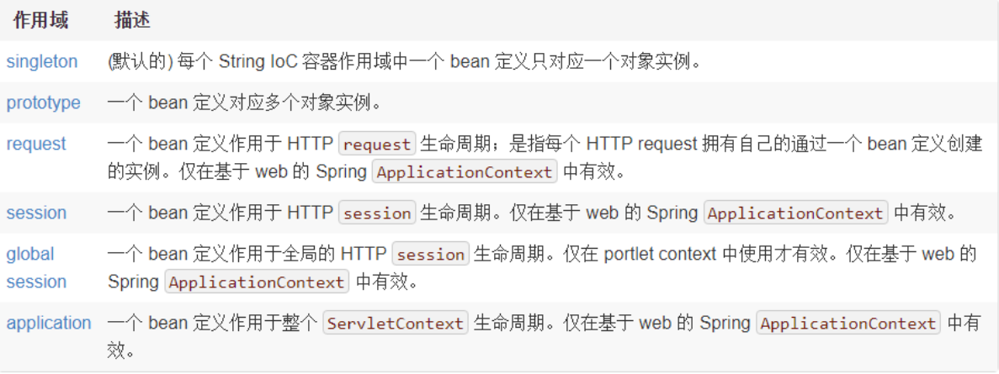 作用域 描述
singleton (默认的) 每个 String IoC 容器作用域中一个 bean 定义只对应一个对象实例。
prototype 一个 bean 定义对应多个对象实例。
request 一个 bean 定义作用于 HTTP request 生命周期；是指每个 HTTP request 拥有自己的通过一个 bean 定义创建
的实例。仅在基于 web 的 Spring ApplicationContext 中有效。
session 一个 bean 定义作用于 HTTP session 生命周期。仅在基于 web 的 Spring ApplicationContext 中有效。
global 一个 bean 定义作用于全局的 HTTP session 生命周期。仅在 portlet context 中使用才有效。仅在基于 web 的
session Spring ApplicationContext 中有效。
application 一个 bean 定义作用于整个 ServletContext 生命周期。仅在基于 web 的 Spring ApplicationContext 中有
效。